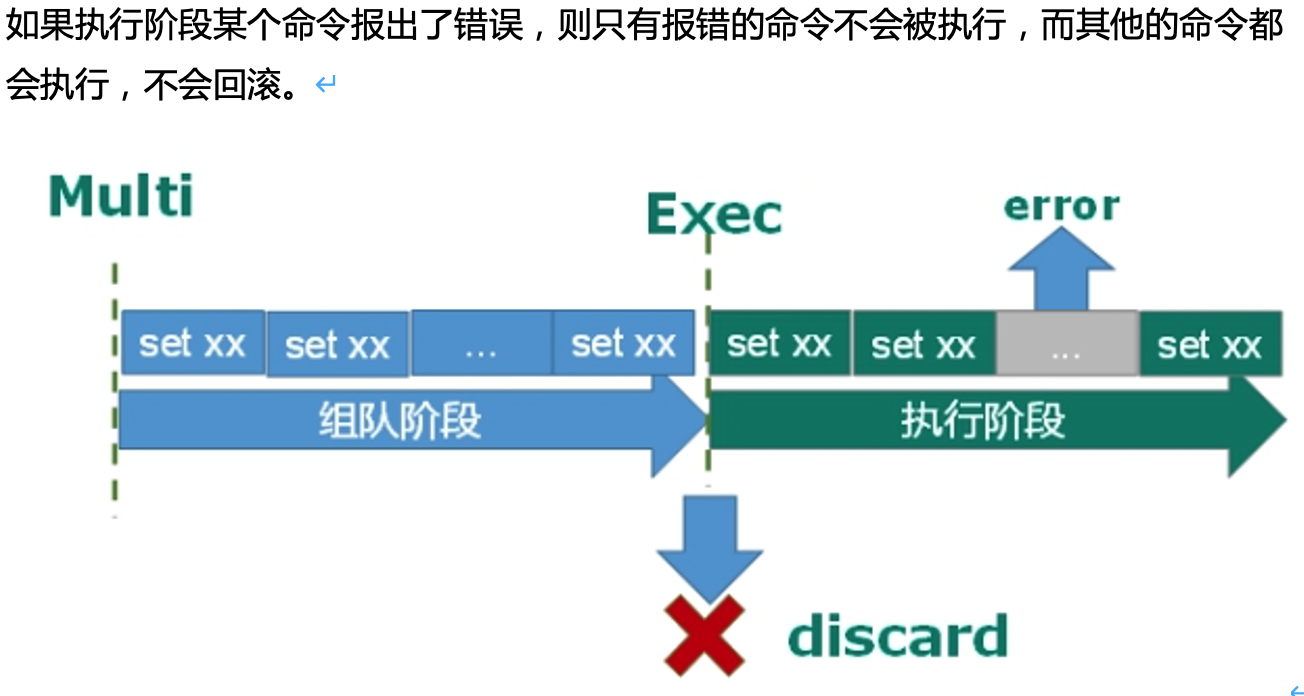 如果执行阶段某个命令报出了错误，则只有报错的命令不会被执行，而其他的命令都
会执行，不会回滚。
Multi
Exec
error
set xx
set xx
...
set xx
set xx
set xx
...
set xx
组队阶段
执行阶段
discard